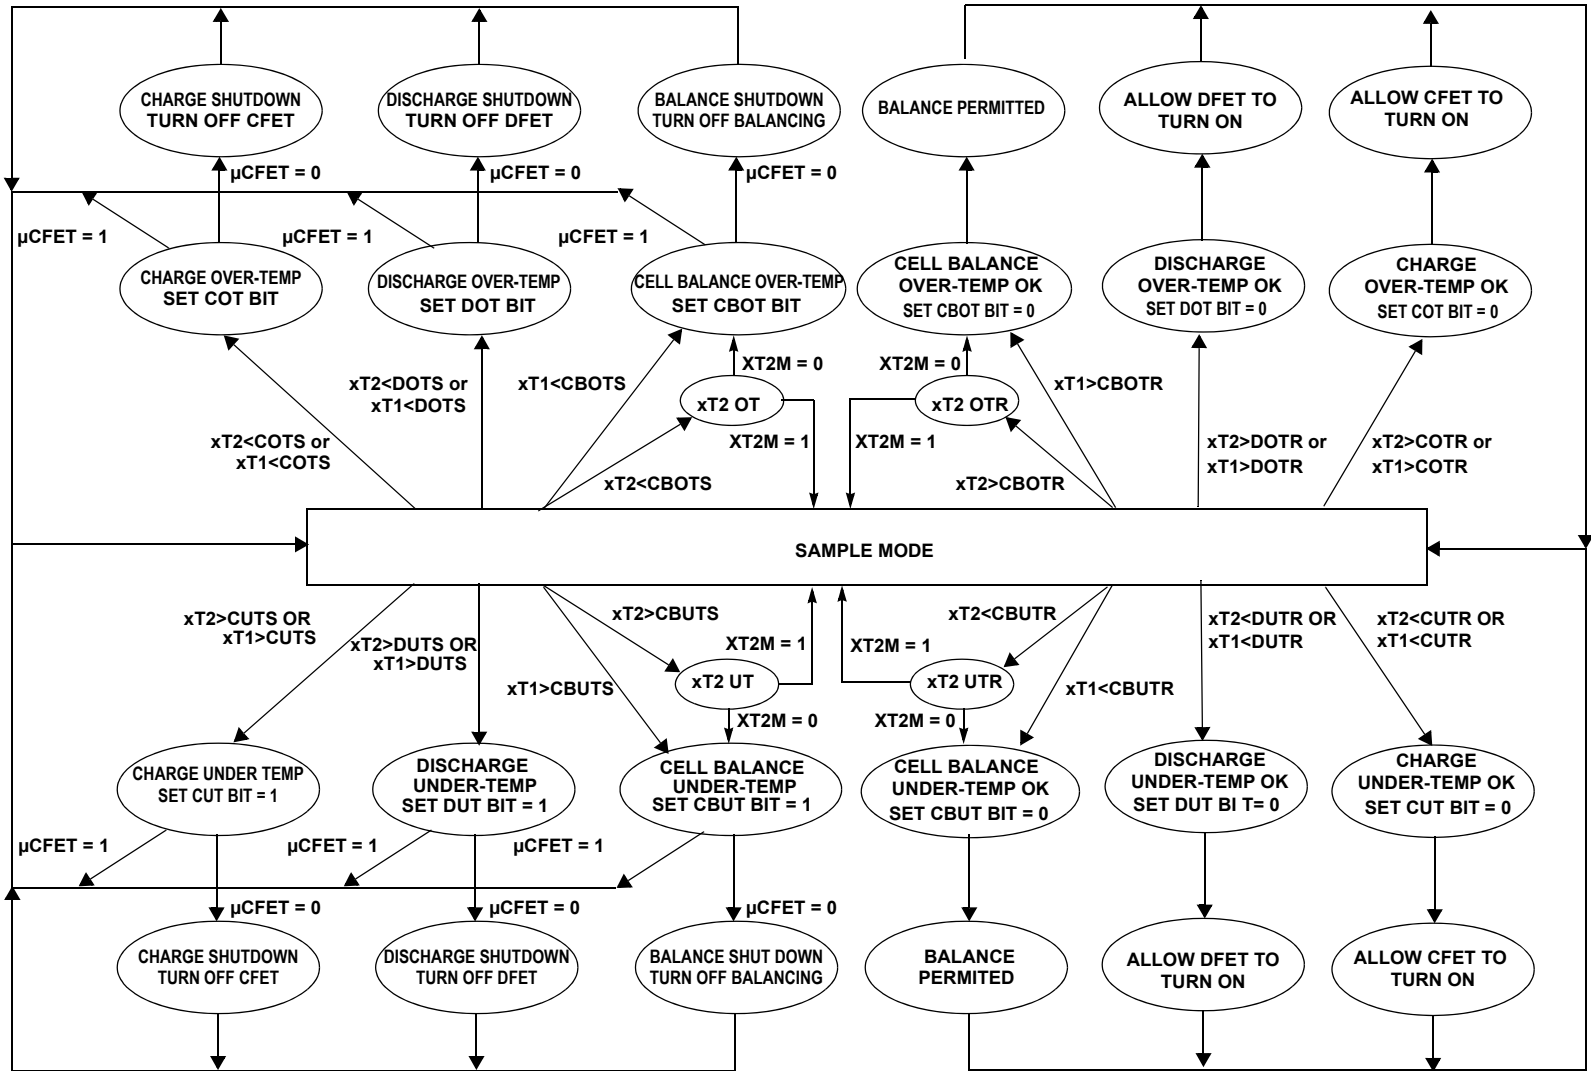 CHARGE SHUTDOWN
TURN OFF CFET
DISCHARGE SHUTDOWN
TURN OFF DFET
BALANCE SHUTDOWN
TURN OFF BALANCING
BALANCE PERMITTED
ALLOW DFET TO
TURN ON
ALLOW CFET TO
TURN ON
µCFET = 0
µCFET = 0
µCFET = 0
µCFET = 1
µCFET = 1
µCFET = 1
CHARGE OVER-TEMP
SET COT BIT
DISCHARGE OVER-TEMP
SET DOT BIT
CELL BALANCE OVER-TEMP
SET CBOT BIT
CELL BALANCE
OVER-TEMP OK
SET CBOT BIT = 0
DISCHARGE
OVER-TEMP OK
SET DOT BIT = 0
CHARGE
OVER-TEMP OK
SET COT BIT = 0
xT2<COTS or
xT1<COTS
xT2<DOTS or
xT1<DOTS
xT1<CBOTS
XT2M = 0
xT2 OT
XT2M = 1
xT2<CBOTS
XT2M = 0
xT2 OTR
XT2M = 1
xT1>CBOTR
xT2>CBOTR
xT2>DOTR or
xT1>DOTR
xT2>COTR or
xT1>COTR
SAMPLE MODE
xT2>CUTS OR
xT1>CUTS
xT2>DUTS OR
xT1>DUTS
xT2>CBUTS
XT2M = 1
xT2 UT
xT1>CBUTS
XT2M = 0
xT2<CBUTR
XT2M = 1
xT2 UTR
xT1<CBUTR
XT2M = 0
xT2<DUTR OR
xT1<DUTR
xT2<CUTR OR
xT1<CUTR
CHARGE UNDER TEMP
SET CUT BIT = 1
DISCHARGE
UNDER-TEMP
SET DUT BIT = 1
CELL BALANCE
UNDER-TEMP
SET CBUT BIT = 1
CELL BALANCE
UNDER-TEMP OK
SET CBUT BIT = 0
DISCHARGE
UNDER-TEMP OK
SET DUT BI T= 0
CHARGE
UNDER-TEMP OK
SET CUT BIT = 0
µCFET = 1
µCFET = 1
µCFET = 1
µCFET = 0
µCFET = 0
µCFET = 0
CHARGE SHUTDOWN
TURN OFF CFET
DISCHARGE SHUTDOWN
TURN OFF DFET
BALANCE SHUT DOWN
TURN OFF BALANCING
BALANCE
PERMITED
ALLOW DFET TO
TURN ON
ALLOW CFET TO
TURN ON